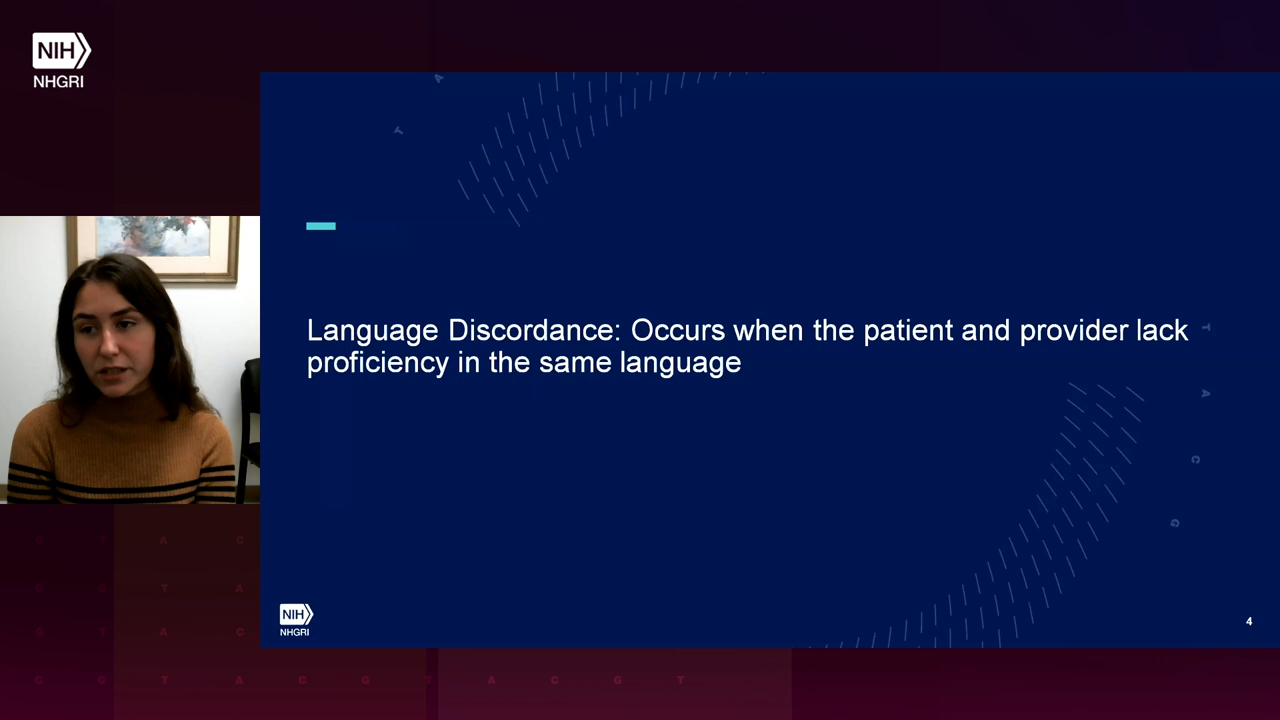 NIH
NHGRI
A
T
Language Discordance: Occurs when the patient and provider lack
proficiency in the same language
T
A
C
G
G T A C
G G T A
G T A C
G G T A C G T A C G T
NIH
NHGRI
4